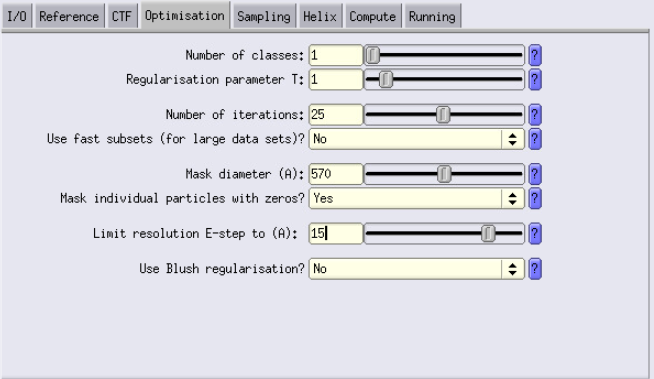 I/O Reference CTF Optimisation Sampling Helix Compute Running
Number of classes: 1 ?
Regularisation parameter T: 1 ?
Number of iterations: 25 ?
Use fast subsets (for large data sets)? No ?
Mask diameter (A): 570 ?
Mask individual particles with zeros? Yes ?
Limit resolution E-step to (A): 15 ?
Use Blush regularisation? No ?